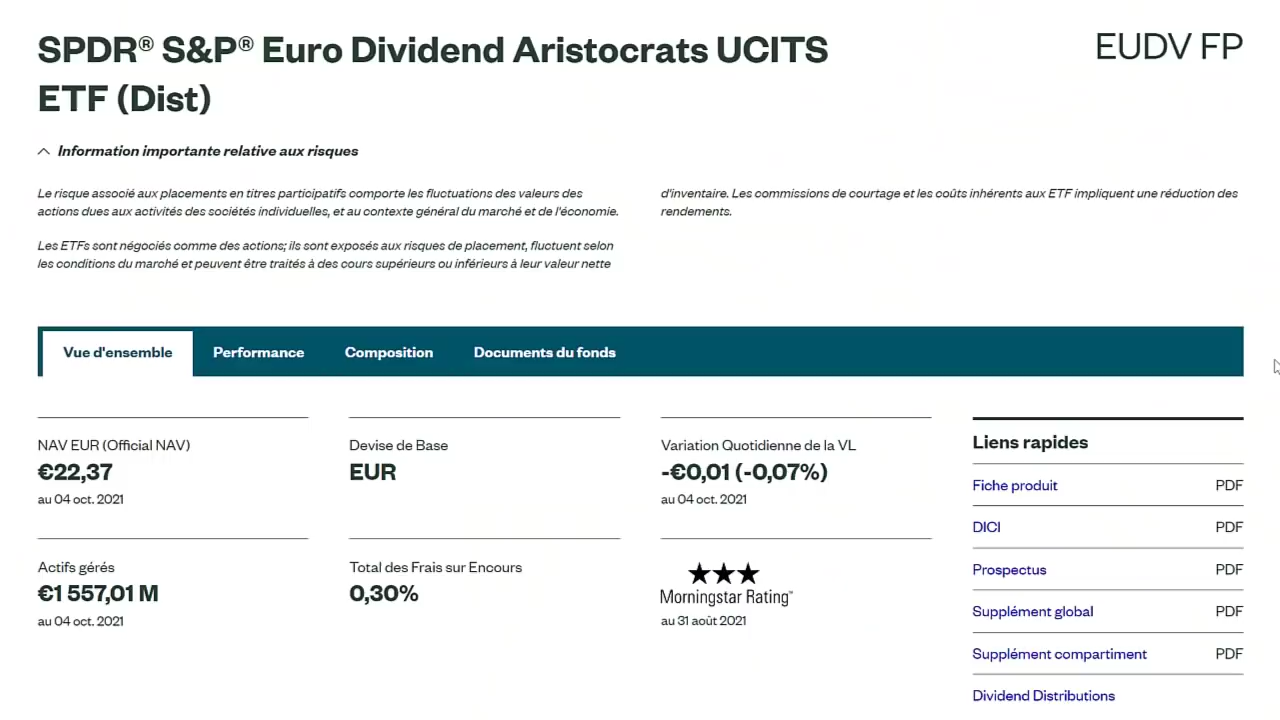 SPDR® S&P® Euro Dividend Aristocrats UCITS
ETF (Dist)
EUDV FP
Information importante relative aux risques
Le risque associé aux placements en titres participatifs comporte les fluctuations des valeurs des
actions dues aux activités des sociétés individuelles, et au contexte général du marché et de l'économie.
Les ETFs sont négociés comme des actions; ils sont exposés aux risques de placement, fluctuent selon
les conditions du marché et peuvent être traités à des cours supérieurs ou inférieurs à leur valeur nette
d'inventaire. Les commissions de courtage et les coûts inhérents aux ETF impliquent une réduction des
rendements.
Vue d'ensemble
Performance
Composition
Documents du fonds
NAV EUR (Official NAV)
€22,37
au 04 oct. 2021
Devise de Base
EUR
Variation Quotidienne de la VL
-€0,01 (-0,07%)
au 04 oct. 2021
Actifs gérés
€1 557,01 M
au 04 oct. 2021
Total des Frais sur Encours
0,30%
★★★
Morningstar Rating™
au 31 août 2021
Liens rapides
Fiche produit PDF
DICI PDF
Prospectus PDF
Supplément global PDF
Supplément compartiment PDF
Dividend Distributions